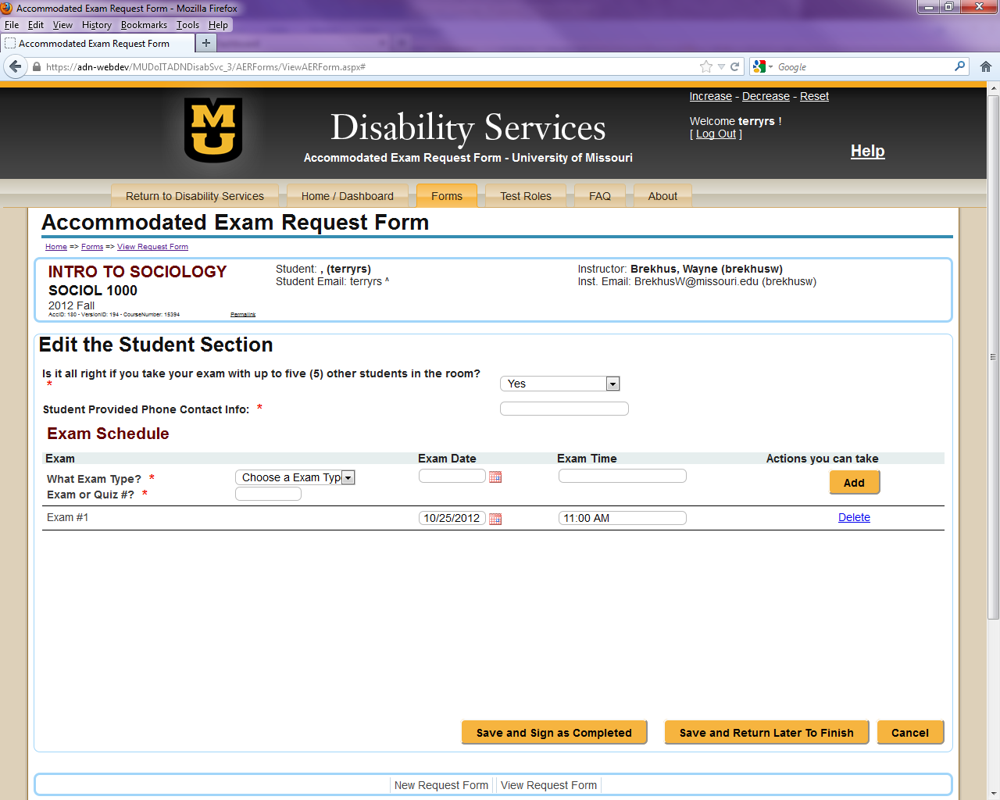 Accommodated Exam Request Form - Mozilla Firefox
File Edit View History Bookmarks Tools Help
Accommodated Exam Request Form
https://adn-webdev/MUDoITADNDisabSvc_3/AERForms/ViewAERForm.aspx#
Google
Increase - Decrease - Reset
MU
Disability Services
Accommodated Exam Request Form - University of Missouri
Welcome terryrs !
[ Log Out ]
Help
Return to Disability Services Home / Dashboard Forms Test Roles FAQ About
Accommodated Exam Request Form
Home => Forms => View Request Form
INTRO TO SOCIOLOGY
SOCIOL 1000
2012 Fall
AccID: 180 - VersionID: 194 - CourseNumber: 15394 Permalink
Student: , (terryrs)
Student Email: terryrs ^
Instructor: Brekhus, Wayne (brekhusw)
Inst. Email: BrekhusW@missouri.edu (brekhusw)
Edit the Student Section
Is it all right if you take your exam with up to five (5) other students in the room?
* Yes
Student Provided Phone Contact Info: *
Exam Schedule
Exam Exam Date Exam Time Actions you can take
What Exam Type? * Choose a Exam Typ Add
Exam or Quiz #? *
Exam #1 10/25/2012 11:00 AM Delete
Save and Sign as Completed Save and Return Later To Finish Cancel
New Request Form View Request Form